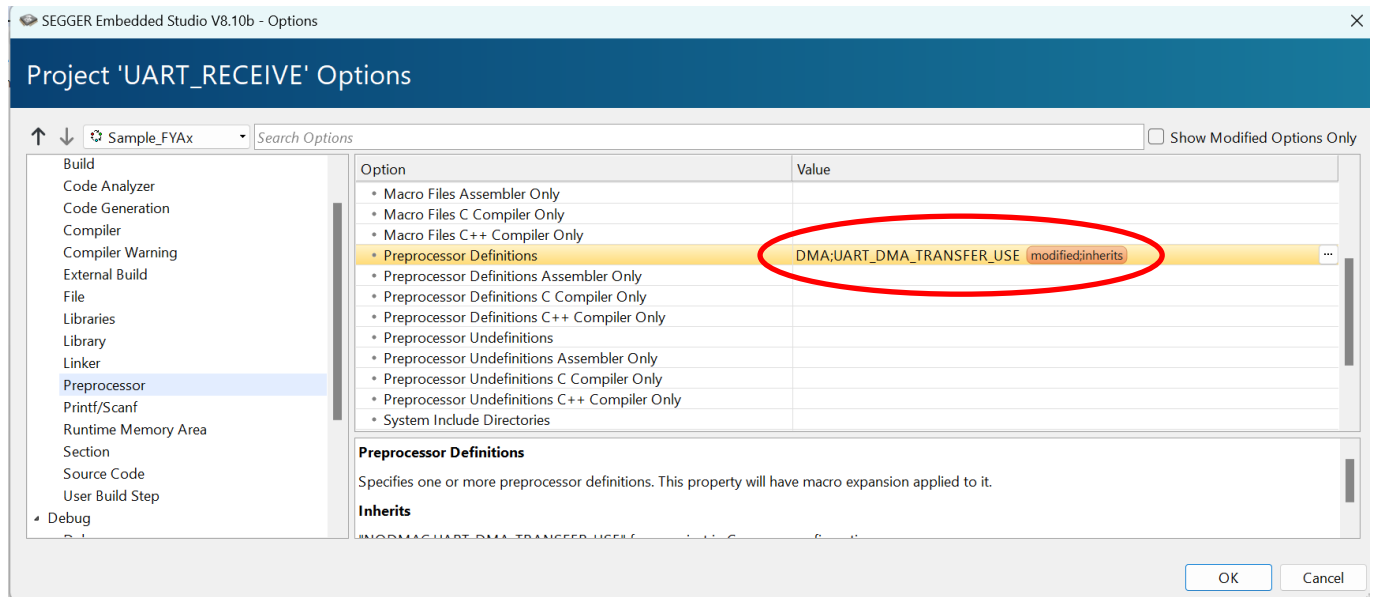 SEGGER Embedded Studio V8.10b - Options
Project 'UART_RECEIVE' Options
Sample_FYAx
Search Options
Show Modified Options Only
Build
Code Analyzer
Code Generation
Compiler
Compiler Warning
External Build
File
Libraries
Library
Linker
Preprocessor
Printf/Scanf
Runtime Memory Area
Section
Source Code
User Build Step
Debug
Option Value
Macro Files Assembler Only
Macro Files C Compiler Only
Macro Files C++ Compiler Only
Preprocessor Definitions DMA;UART_DMA_TRANSFER_USE modified;inherits ...
Preprocessor Definitions Assembler Only
Preprocessor Definitions C Compiler Only
Preprocessor Definitions C++ Compiler Only
Preprocessor Undefinitions
Preprocessor Undefinitions Assembler Only
Preprocessor Undefinitions C Compiler Only
Preprocessor Undefinitions C++ Compiler Only
System Include Directories
Preprocessor Definitions
Specifies one or more preprocessor definitions. This property will have macro expansion applied to it.
Inherits
OK
Cancel